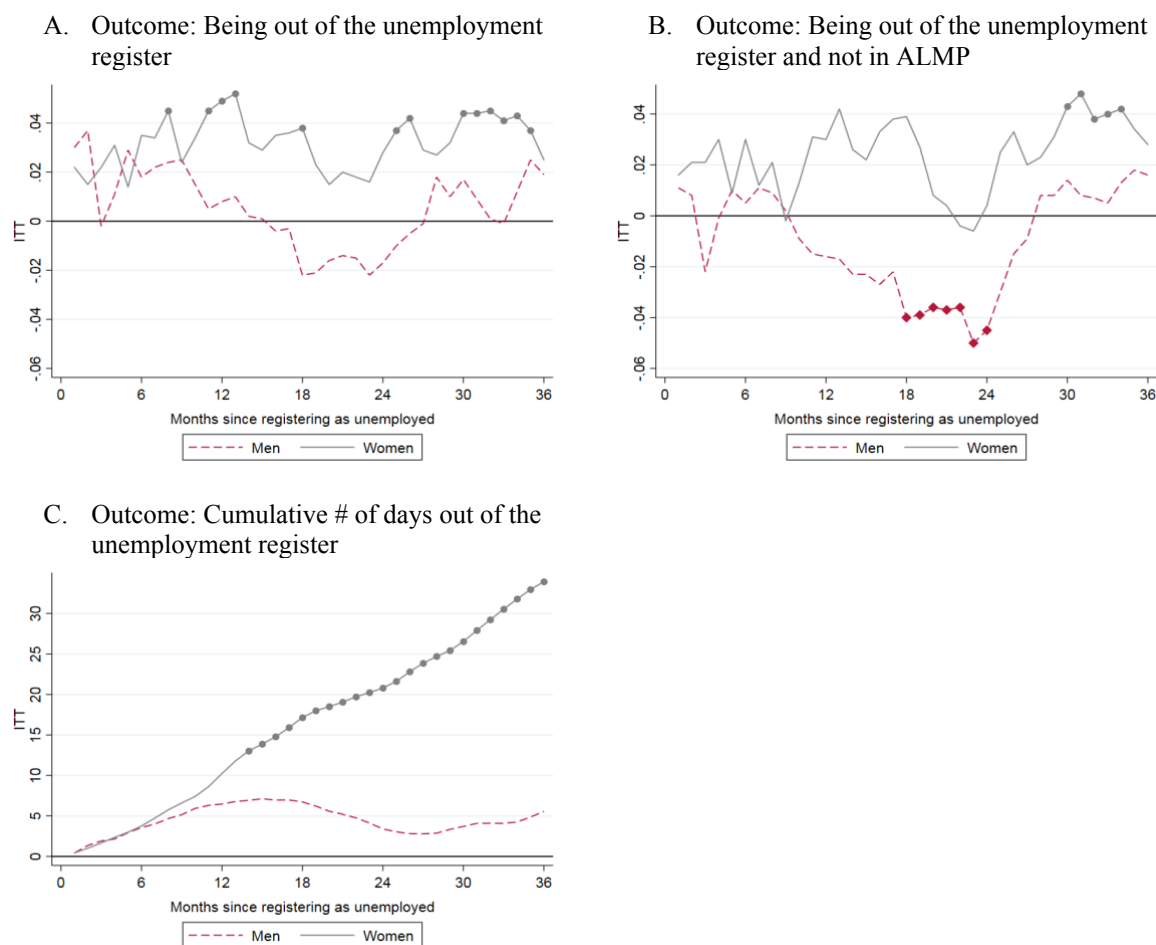 A. Outcome: Being out of the unemployment
register
.04
.02
0
-.02
-.04
-.06
ITT
0 6 12 18 24 30 36
Months since registering as unemployed
Men Women
B. Outcome: Being out of the unemployment
register and not in ALMP
.04
.02
0
-.02
-.04
-.06
ITT
0 6 12 18 24 30 36
Months since registering as unemployed
Men Women
C. Outcome: Cumulative # of days out of the
unemployment register
30
25
20
15
10
5
0
ITT
0 6 12 18 24 30 36
Months since registering as unemployed
Men Women